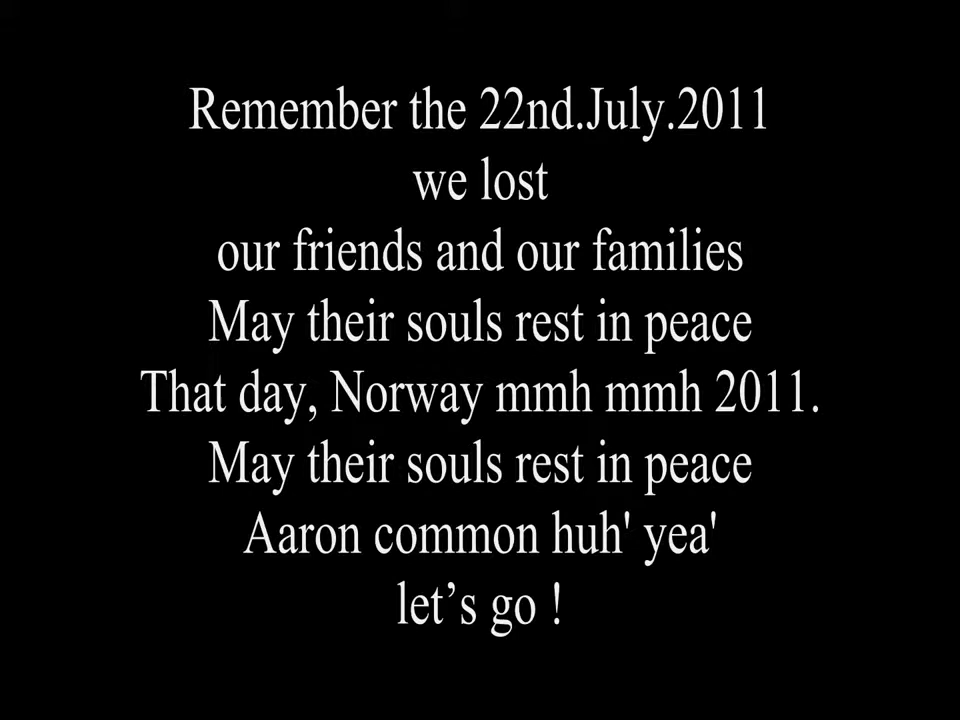 Remember the 22nd.July.2011
we lost
our friends and our families
May their souls rest in peace
That day, Norway mmh mmh 2011.
May their souls rest in peace
Aaron common huh' yea'
let’s go !